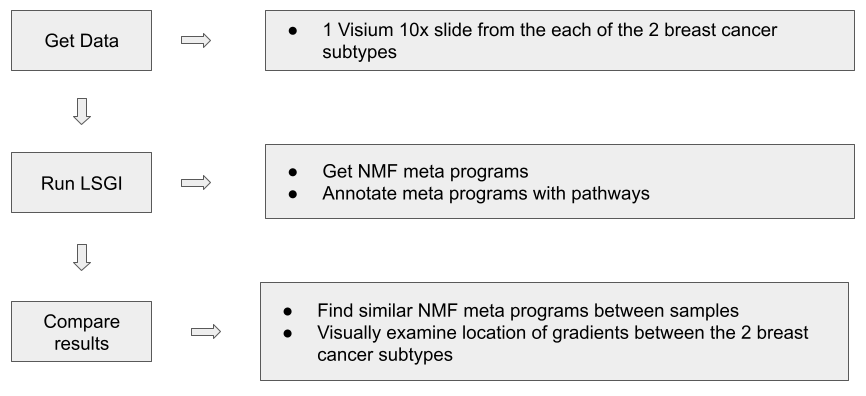 Get Data
● 1 Visium 10x slide from the each of the 2 breast cancer
subtypes
Run LSGI
● Get NMF meta programs
● Annotate meta programs with pathways
Compare
results
● Find similar NMF meta programs between samples
● Visually examine location of gradients between the 2 breast
cancer subtypes